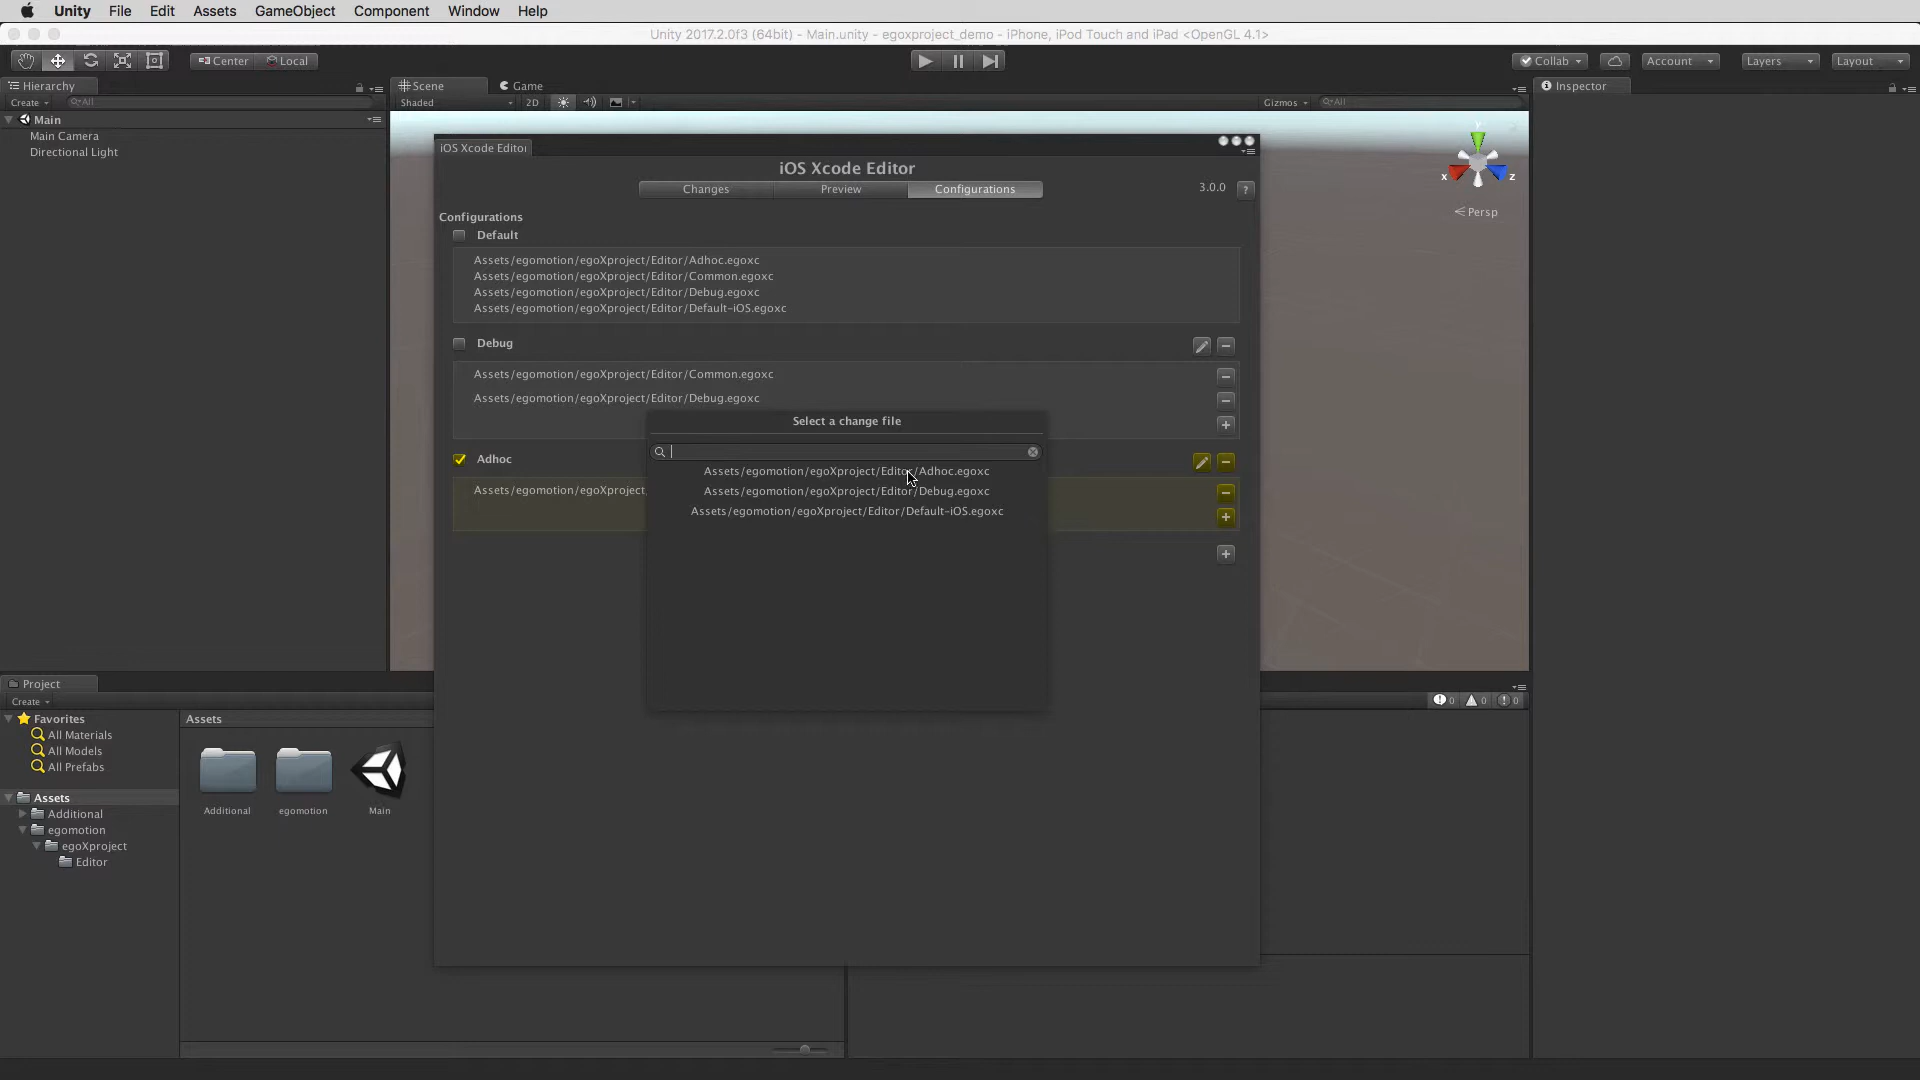 Unity File Edit Assets GameObject Component Window Help
Unity 2017.2.0f3 (64bit) - Main.unity - egoxproject_demo - iPhone, iPod Touch and iPad <OpenGL 4.1>
Center Local Collab Account Layers Layout
Hierarchy
Create All
Main
Main Camera
Directional Light
Scene Game
Shaded 2D Gizmos All
y
x z
Persp
Inspector
iOS Xcode Editor
iOS Xcode Editor
Changes Preview Configurations 3.0.0 ?
Configurations
Default
Assets/egomotion/egoXproject/Editor/Adhoc.egoxc
Assets/egomotion/egoXproject/Editor/Common.egoxc
Assets/egomotion/egoXproject/Editor/Debug.egoxc
Assets/egomotion/egoXproject/Editor/Default-iOS.egoxc
Debug
Assets/egomotion/egoXproject/Editor/Common.egoxc
Assets/egomotion/egoXproject/Editor/Debug.egoxc
Adhoc
Assets/egomotion/egoXproject
Select a change file
Assets/egomotion/egoXproject/Editor/Adhoc.egoxc
Assets/egomotion/egoXproject/Editor/Debug.egoxc
Assets/egomotion/egoXproject/Editor/Default-iOS.egoxc
Project
Create
Favorites
All Materials
All Models
All Prefabs
Assets
Additional
egomotion
egoXproject
Editor
Assets
Additional egomotion Main
0 0 0